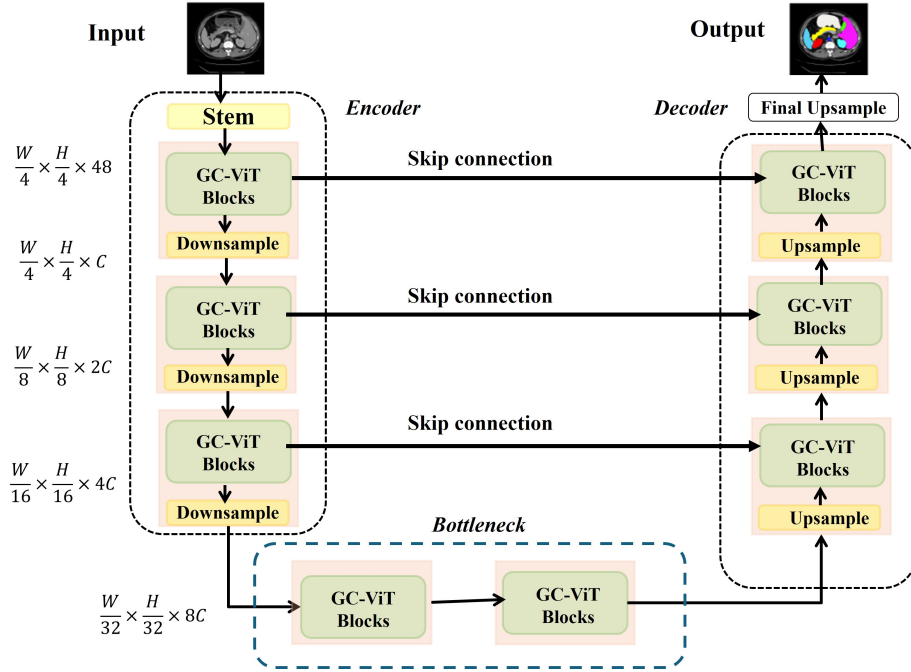 Input
Output
Encoder
Decoder
Stem
Final Upsample
W/4 × H/4 × 48
GC-ViT
Blocks
Skip connection
GC-ViT
Blocks
Downsample
Upsample
W/4 × H/4 × C
GC-ViT
Blocks
Skip connection
GC-ViT
Blocks
W/8 × H/8 × 2C
Downsample
Upsample
GC-ViT
Blocks
Skip connection
GC-ViT
Blocks
W/16 × H/16 × 4C
Downsample
Upsample
Bottleneck
W/32 × H/32 × 8C
GC-ViT
Blocks
GC-ViT
Blocks